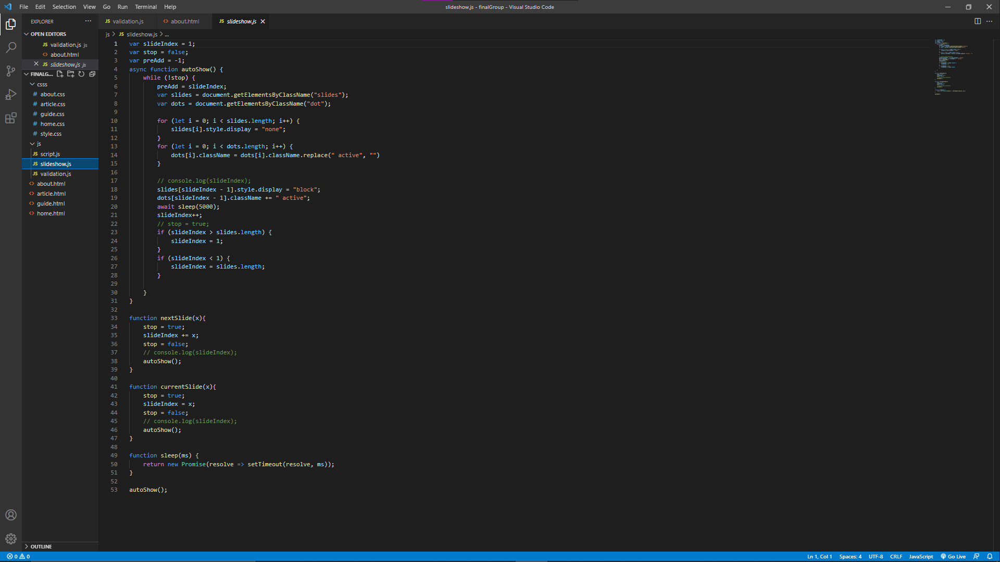 File Edit Selection View Go Run Terminal Help
slideshow.js - finalGroup - Visual Studio Code
EXPLORER
OPEN EDITORS
JS validation.js js
<> about.html
JS slideshow.js js
FINALG...
csss
# about.css
# article.css
# guide.css
# home.css
# style.css
js
JS script.js
JS slideshow.js
JS validation.js
<> about.html
<> article.html
<> guide.html
<> home.html
OUTLINE
JS validation.js <> about.html JS slideshow.js
js > JS slideshow.js > ...
1 var slideIndex = 1;
2 var stop = false;
3 var preAdd = -1;
4 async function autoShow() {
5 while (!stop) {
6 preAdd = slideIndex;
7 var slides = document.getElementsByClassName("slides");
8 var dots = document.getElementsByClassName("dot");
9
10 for (let i = 0; i < slides.length; i++) {
11 slides[i].style.display = "none";
12 }
13 for (let i = 0; i < dots.length; i++) {
14 dots[i].className = dots[i].className.replace(" active", "")
15 }
16
17 // console.log(slideIndex);
18 slides[slideIndex - 1].style.display = "block";
19 dots[slideIndex - 1].className += " active";
20 await sleep(5000);
21 slideIndex++;
22 // stop = true;
23 if (slideIndex > slides.length) {
24 slideIndex = 1;
25 }
26 if (slideIndex < 1) {
27 slideIndex = slides.length;
28 }
29
30 }
31 }
32
33 function nextSlide(x){
34 stop = true;
35 slideIndex += x;
36 stop = false;
37 // console.log(slideIndex);
38 autoShow();
39 }
40
41 function currentSlide(x){
42 stop = true;
43 slideIndex = x;
44 stop = false;
45 // console.log(slideIndex);
46 autoShow();
47 }
48
49 function sleep(ms) {
50 return new Promise(resolve => setTimeout(resolve, ms));
51 }
52
53 autoShow();
0 0
Ln 1, Col 1 Spaces: 4 UTF-8 CRLF JavaScript Go Live